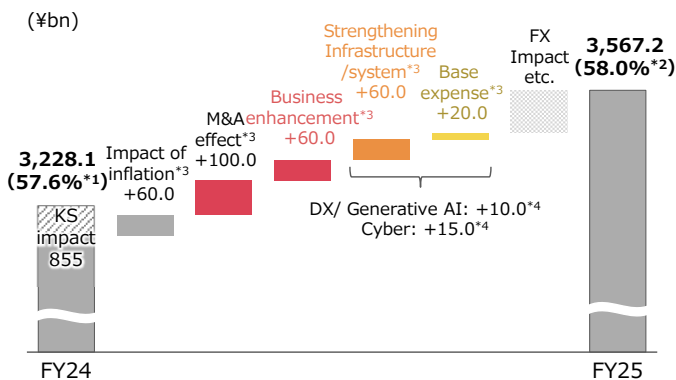 (¥bn)
3,228.1
(57.6%*1)
KS
impact
855
FY24
Impact of
inflation*3
+60.0
M&A
effect*3
+100.0
Business
enhancement*3
+60.0
Strengthening
Infrastructure
/system*3
+60.0
Base
expense*3
+20.0
DX/ Generative AI: +10.0*4
Cyber: +15.0*4
FX
Impact
etc.
3,567.2
(58.0%*2)
FY25